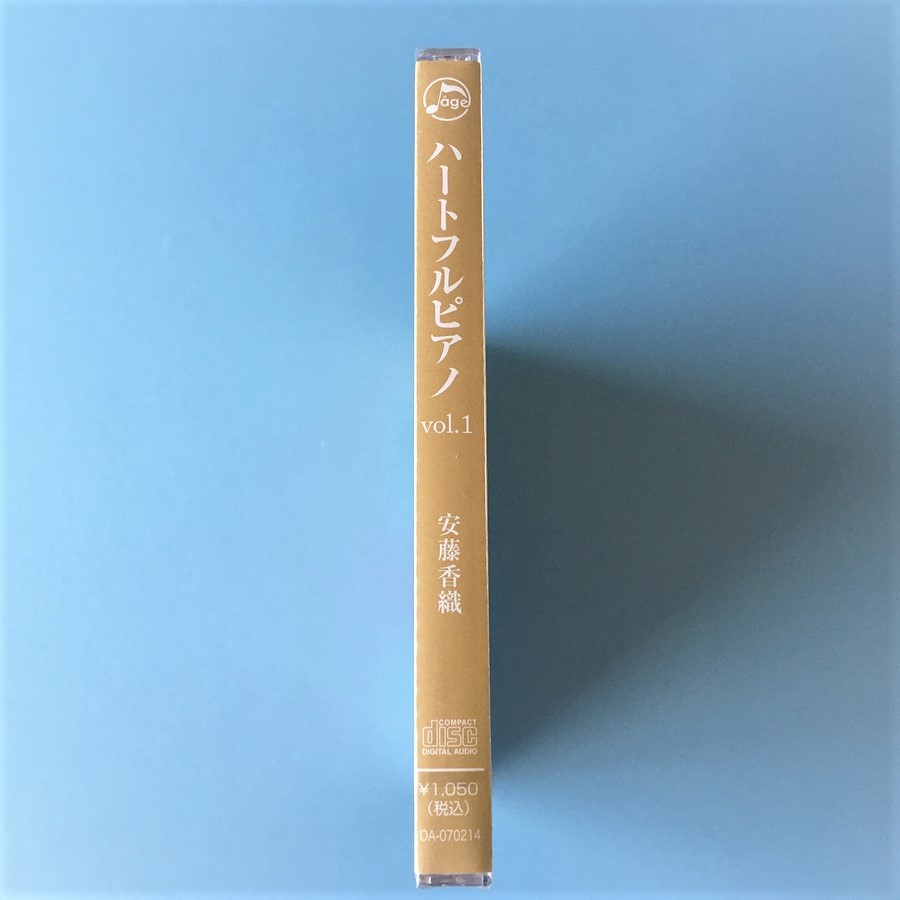 age
ハートフルピアノ
vol.1
安藤香織
COMPACT
disc
DIGITAL AUDIO
¥1,050
（税込）
OA-070214